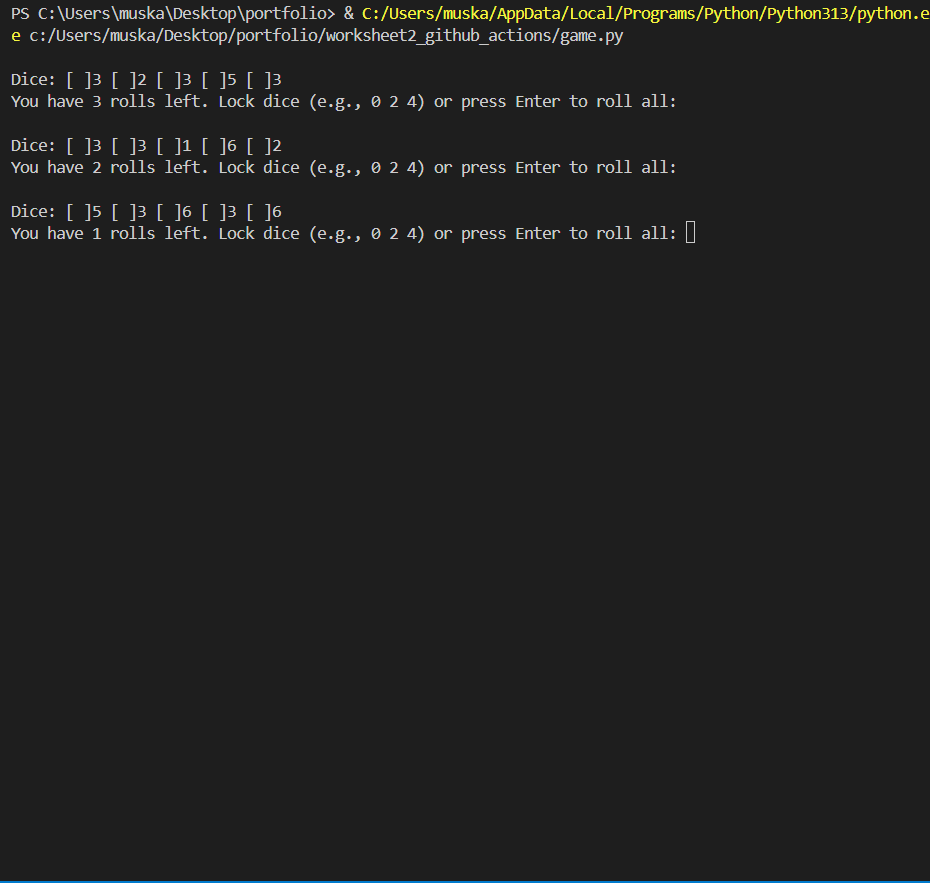 PS C:\Users\muska\Desktop\portfolio> & C:/Users/muska/AppData/Local/Programs/Python/Python313/python.e
e c:/Users/muska/Desktop/portfolio/worksheet2_github_actions/game.py
Dice: [ ]3 [ ]2 [ ]3 [ ]5 [ ]3
You have 3 rolls left. Lock dice (e.g., 0 2 4) or press Enter to roll all:
Dice: [ ]3 [ ]3 [ ]1 [ ]6 [ ]2
You have 2 rolls left. Lock dice (e.g., 0 2 4) or press Enter to roll all:
Dice: [ ]5 [ ]3 [ ]6 [ ]3 [ ]6
You have 1 rolls left. Lock dice (e.g., 0 2 4) or press Enter to roll all: